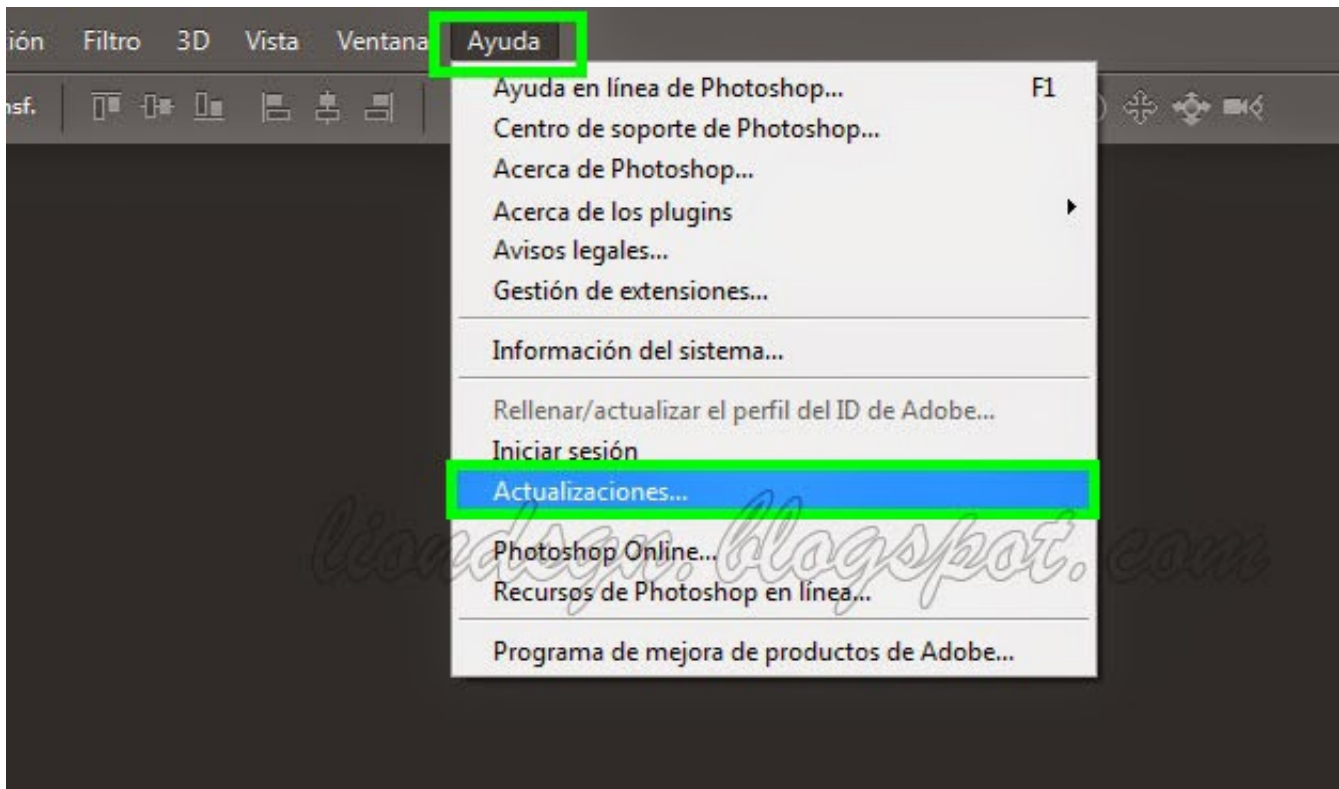 ión Filtro 3D Vista Ventana Ayuda
nsf.
Ayuda en línea de Photoshop... F1
Centro de soporte de Photoshop...
Acerca de Photoshop...
Acerca de los plugins
Avisos legales...
Gestión de extensiones...
Información del sistema...
Rellenar/actualizar el perfil del ID de Adobe...
Iniciar sesión
Actualizaciones...
liondsgn.blogspot.com
Photoshop Online...
Recursos de Photoshop en línea...
Programa de mejora de productos de Adobe...